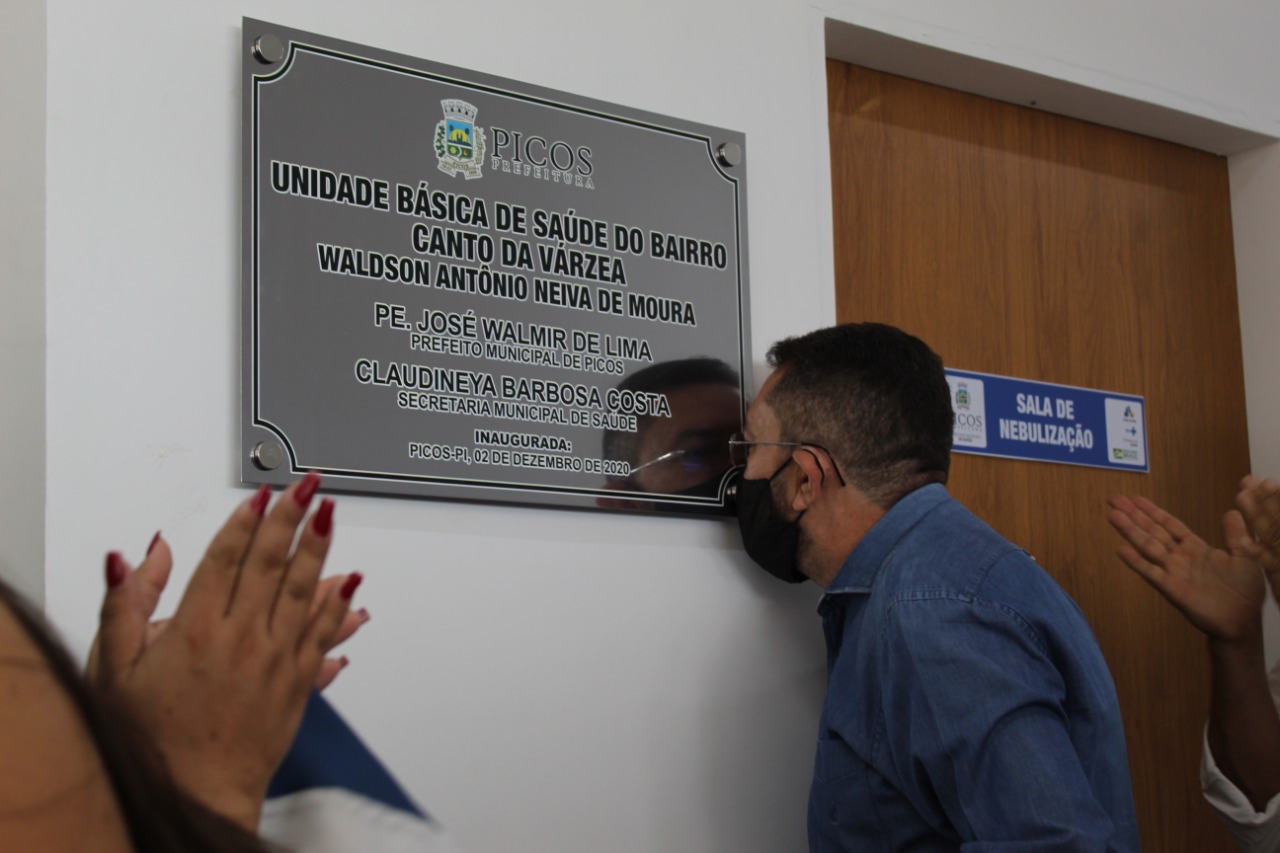 PICOS
PREFEITURA
UNIDADE BÁSICA DE SAÚDE DO BAIRRO
CANTO DA VÁRZEA
WALDSON ANTÔNIO NEIVA DE MOURA
PE. JOSÉ WALMIR DE LIMA
PREFEITO MUNICIPAL DE PICOS
CLAUDINEYA BARBOSA COSTA
SECRETARIA MUNICIPAL DE SAÚDE
INAUGURADA:
PICOS-PI, 02 DE DEZEMBRO DE 2020
PICOS
SALA DE
NEBULIZAÇÃO